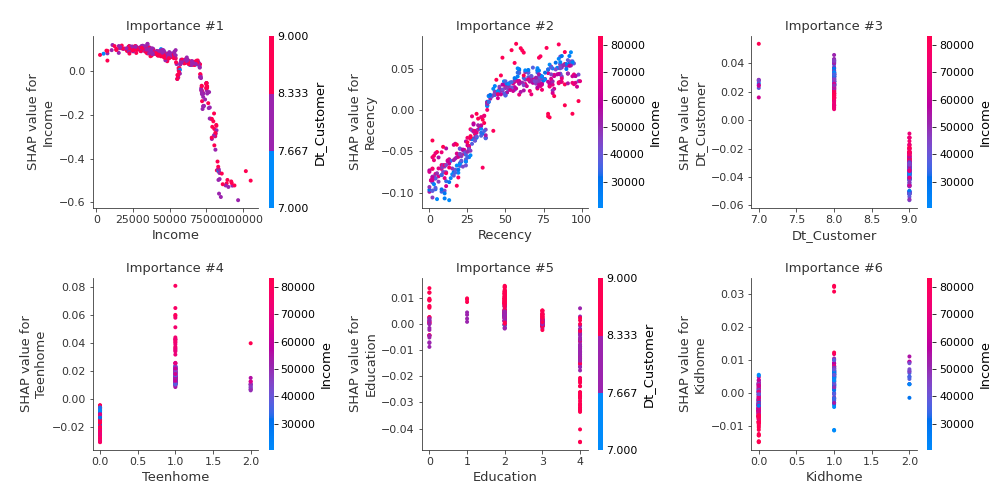 Importance #1
0.0
−0.2
−0.4
−0.6
SHAP value for
Income
0 25000 50000 75000 100000
Income
9.000
8.333
7.667
7.000
Dt_Customer
Importance #2
0.05
0.00
−0.05
−0.10
SHAP value for
Recency
0 25 50 75 100
Recency
80000
70000
60000
50000
40000
30000
Income
Importance #3
0.04
0.02
0.00
−0.02
−0.04
−0.06
SHAP value for
Dt_Customer
7.0 7.5 8.0 8.5 9.0
Dt_Customer
80000
70000
60000
50000
40000
30000
Income
Importance #4
0.08
0.06
0.04
0.02
0.00
−0.02
SHAP value for
Teenhome
0.0 0.5 1.0 1.5 2.0
Teenhome
80000
70000
60000
50000
40000
30000
Income
Importance #5
0.01
0.00
−0.01
−0.02
−0.03
−0.04
SHAP value for
Education
0 1 2 3 4
Education
9.000
8.333
7.667
7.000
Dt_Customer
Importance #6
0.03
0.02
0.01
0.00
−0.01
SHAP value for
Kidhome
0.0 0.5 1.0 1.5 2.0
Kidhome
80000
70000
60000
50000
40000
30000
Income